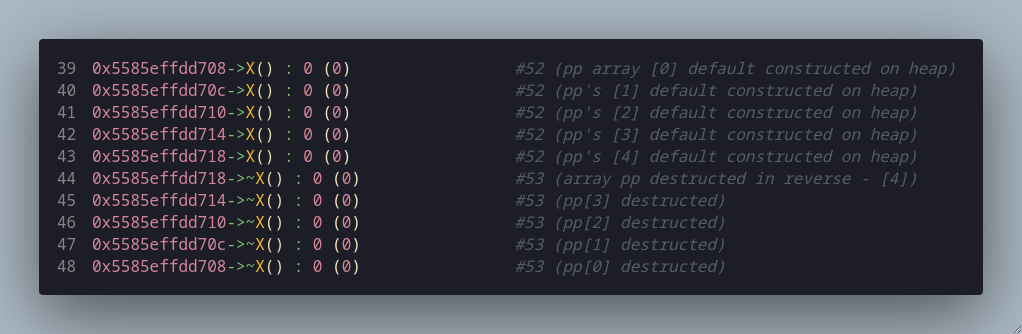 39 0x5585effdd708->X() : 0 (0) #52 (pp array [0] default constructed on heap)
40 0x5585effdd70c->X() : 0 (0) #52 (pp's [1] default constructed on heap)
41 0x5585effdd710->X() : 0 (0) #52 (pp's [2] default constructed on heap)
42 0x5585effdd714->X() : 0 (0) #52 (pp's [3] default constructed on heap)
43 0x5585effdd718->X() : 0 (0) #52 (pp's [4] default constructed on heap)
44 0x5585effdd718->~X() : 0 (0) #53 (array pp destructed in reverse - [4])
45 0x5585effdd714->~X() : 0 (0) #53 (pp[3] destructed)
46 0x5585effdd710->~X() : 0 (0) #53 (pp[2] destructed)
47 0x5585effdd70c->~X() : 0 (0) #53 (pp[1] destructed)
48 0x5585effdd708->~X() : 0 (0) #53 (pp[0] destructed)